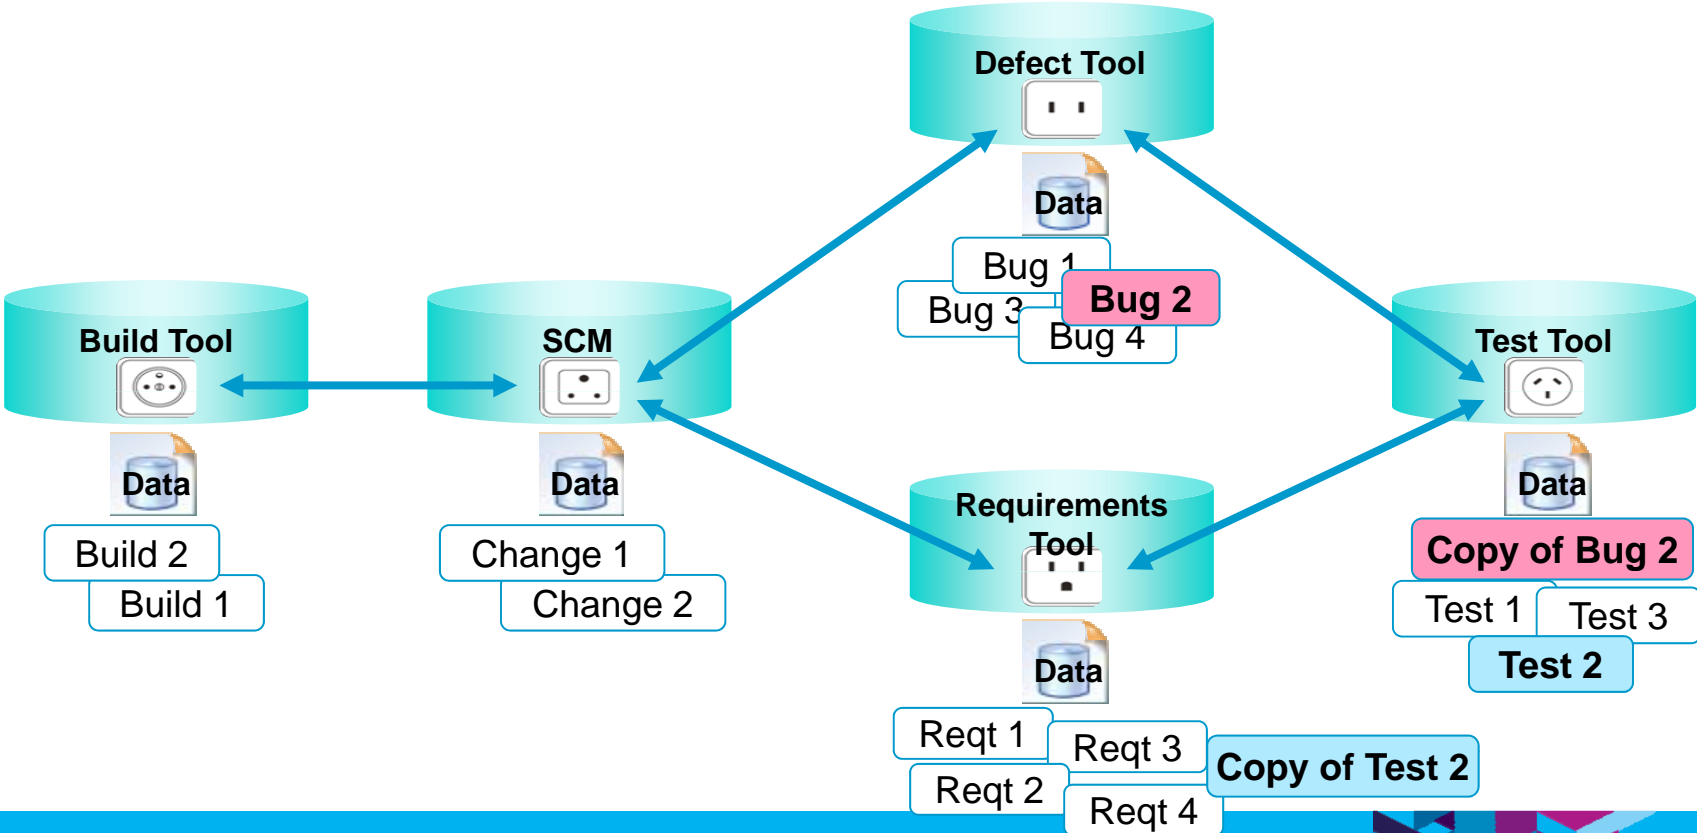 Defect Tool
Data
Bug 1
Bug 2
Bug 3
Bug 4
Build Tool
Data
Build 2
Build 1
SCM
Data
Change 1
Change 2
Requirements
Tool
Data
Reqt 1
Reqt 3
Copy of Test 2
Reqt 2
Reqt 4
Test Tool
Data
Copy of Bug 2
Test 1
Test 3
Test 2